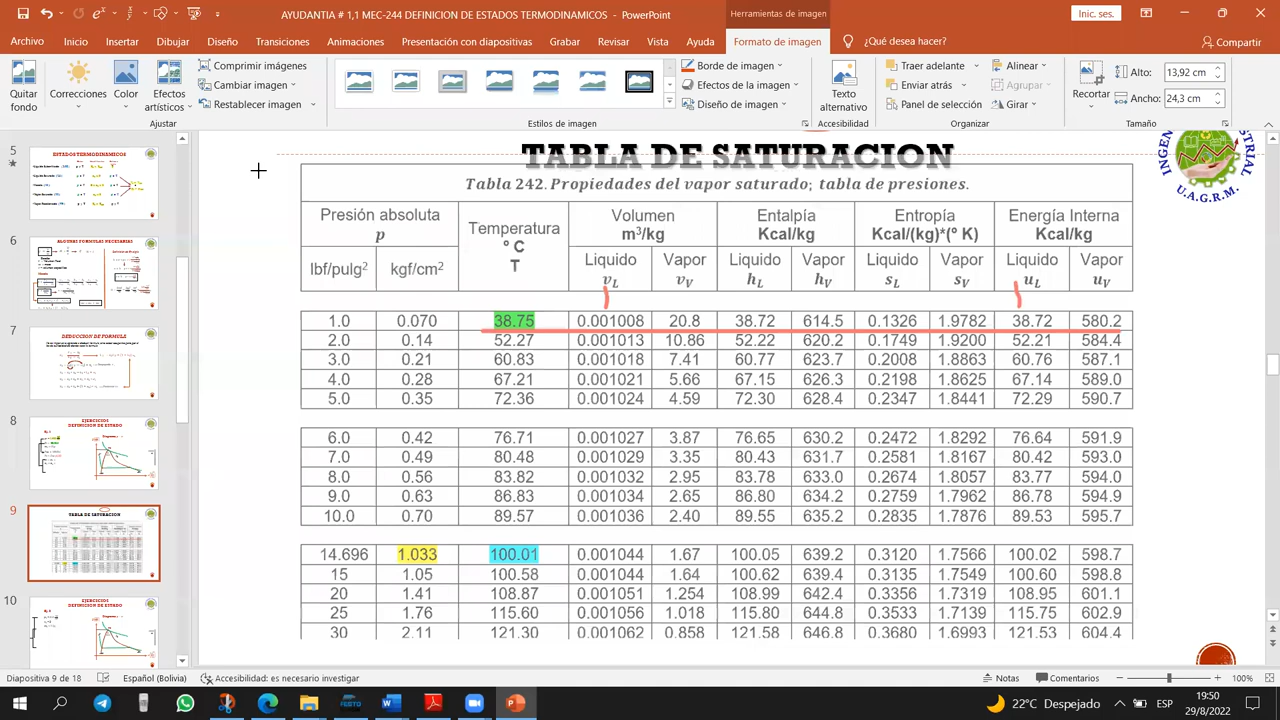 AYUDANTIA # 1,1 MEC-244 DEFINICION DE ESTADOS TERMODINAMICOS - PowerPoint
Herramientas de imagen
Inic. ses.
Archivo Inicio Insertar Dibujar Diseño Transiciones Animaciones Presentación con diapositivas Grabar Revisar Vista Ayuda Formato de imagen ¿Qué desea hacer? Compartir
Quitar fondo
Correcciones
Color
Efectos artísticos
Comprimir imágenes
Cambiar imagen
Restablecer imagen
Borde de imagen
Efectos de la imagen
Diseño de imagen
Texto alternativo
Traer adelante
Enviar atrás
Panel de selección
Alinear
Agrupar
Girar
Recortar
Alto: 13,92 cm
Ancho: 24,3 cm
Ajustar Estilos de imagen Accesibilidad Organizar Tamaño
5
ESTADOS TERMODINAMICOS
6
ALGUNAS FORMULAS NECESARIAS
7
DEDUCCION DE FORMULA
8
EJERCICIOS
DEFINICION DE ESTADO
9
TABLA DE SATURACION
10
EJERCICIOS
DEFINICION DE ESTADO
TABLA DE SATURACION
INGEN STRIAL
U.A.G.R.M.
Tabla 242. Propiedades del vapor saturado; tabla de presiones.
Presión absoluta p Temperatura ° C T Volumen m³/kg Entalpía Kcal/kg Entropía Kcal/(kg)*(° K) Energía Interna Kcal/kg
lbf/pulg² kgf/cm² Liquido vL Vapor vV Liquido hL Vapor hV Liquido sL Vapor sV Liquido uL Vapor uV
1.0 0.070 38.75 0.001008 20.8 38.72 614.5 0.1326 1.9782 38.72 580.2
2.0 0.14 52.27 0.001013 10.86 52.22 620.2 0.1749 1.9200 52.21 584.4
3.0 0.21 60.83 0.001018 7.41 60.77 623.7 0.2008 1.8863 60.76 587.1
4.0 0.28 67.21 0.001021 5.66 67.15 626.3 0.2198 1.8625 67.14 589.0
5.0 0.35 72.36 0.001024 4.59 72.30 628.4 0.2347 1.8441 72.29 590.7
6.0 0.42 76.71 0.001027 3.87 76.65 630.2 0.2472 1.8292 76.64 591.9
7.0 0.49 80.48 0.001029 3.35 80.43 631.7 0.2581 1.8167 80.42 593.0
8.0 0.56 83.82 0.001032 2.95 83.78 633.0 0.2674 1.8057 83.77 594.0
9.0 0.63 86.83 0.001034 2.65 86.80 634.2 0.2759 1.7962 86.78 594.9
10.0 0.70 89.57 0.001036 2.40 89.55 635.2 0.2835 1.7876 89.53 595.7
14.696 1.033 100.01 0.001044 1.67 100.05 639.2 0.3120 1.7566 100.02 598.7
15 1.05 100.58 0.001044 1.64 100.62 639.4 0.3135 1.7549 100.60 598.8
20 1.41 108.87 0.001051 1.254 108.99 642.4 0.3356 1.7319 108.95 601.1
25 1.76 115.60 0.001056 1.018 115.80 644.8 0.3533 1.7139 115.75 602.9
30 2.11 121.30 0.001062 0.858 121.58 646.8 0.3680 1.6993 121.53 604.4
Diapositiva 9 de 18 Español (Bolivia) Accesibilidad: es necesario investigar Notas Comentarios 100%
FESTO
22°C Despejado ESP 19:50
29/8/2022